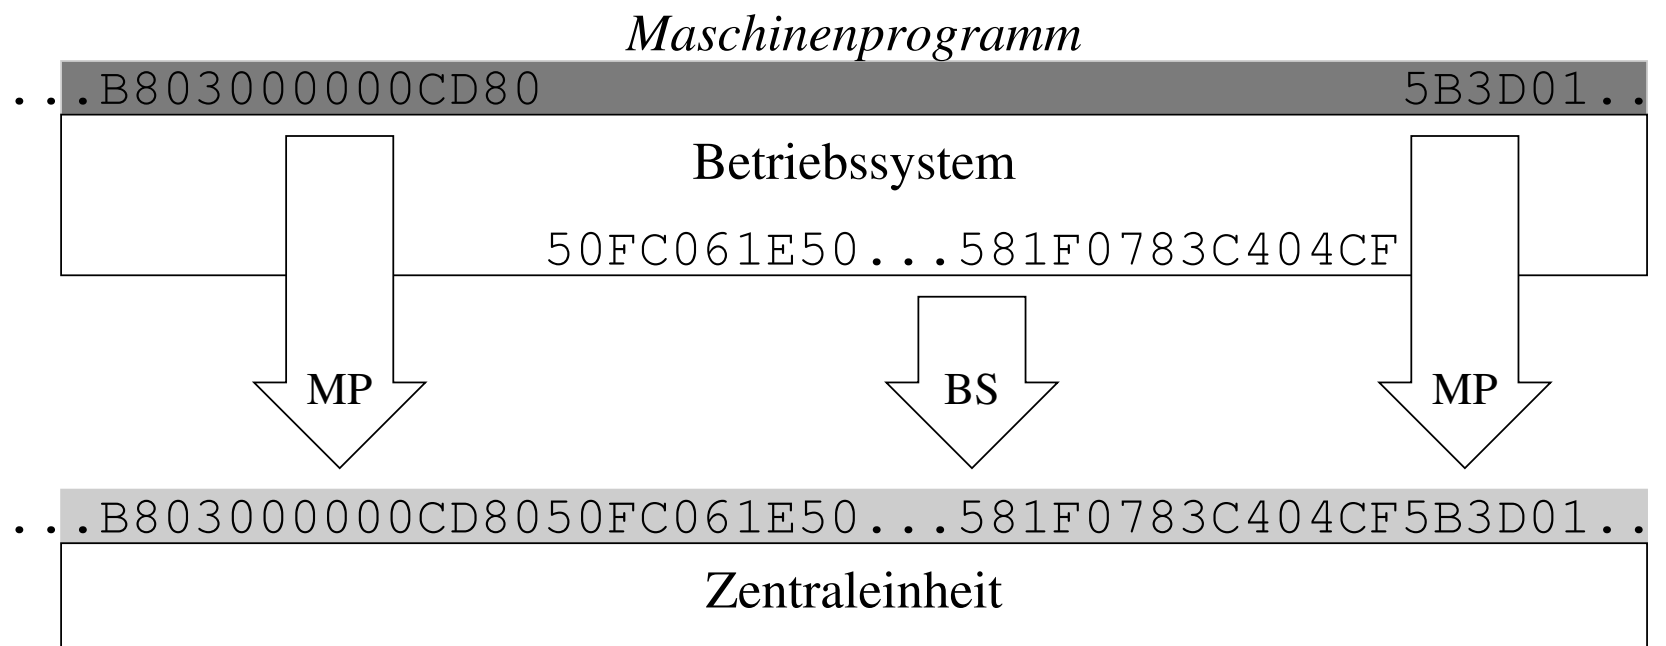 Maschinenprogramm
...B803000000CD80 5B3D01..
Betriebssystem
50FC061E50...581F0783C404CF
MP BS MP
...B803000000CD8050FC061E50...581F0783C404CF5B3D01..
Zentraleinheit